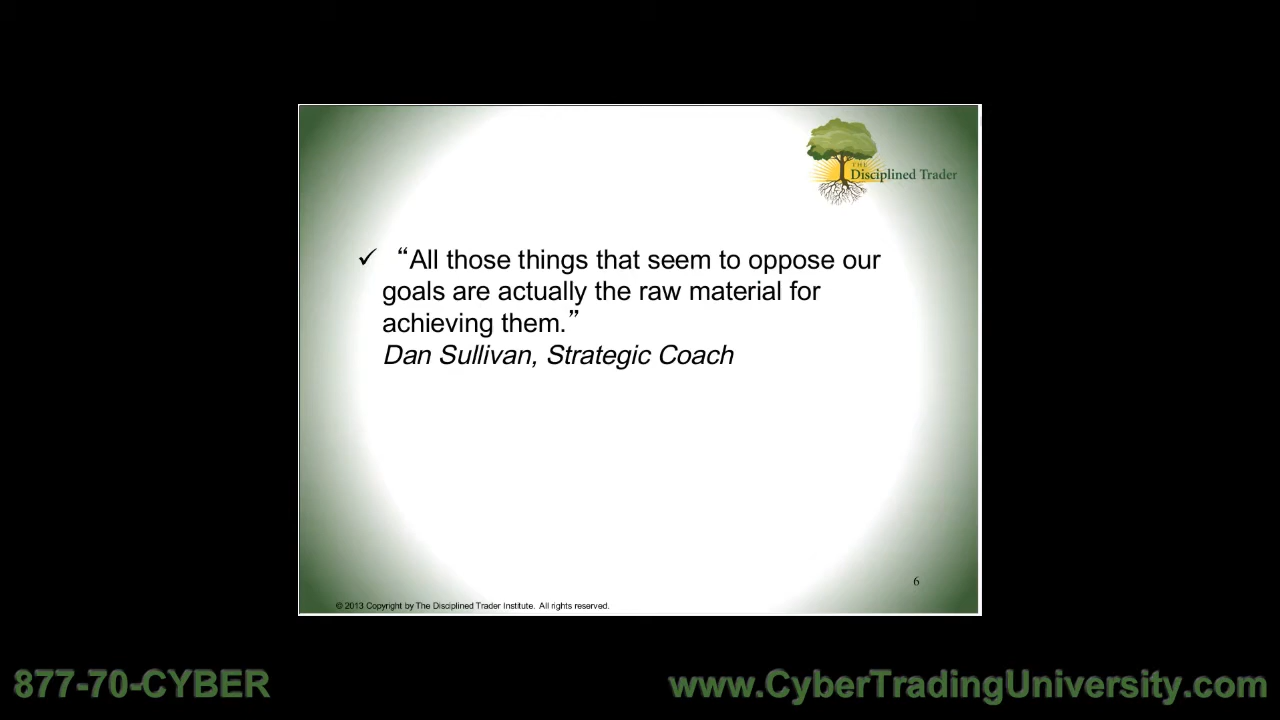 THE
Disciplined Trader
✓ “All those things that seem to oppose our
goals are actually the raw material for
achieving them.”
Dan Sullivan, Strategic Coach
6
© 2013 Copyright by The Disciplined Trader Institute. All rights reserved.
877-70-CYBER
www.CyberTradingUniversity.com